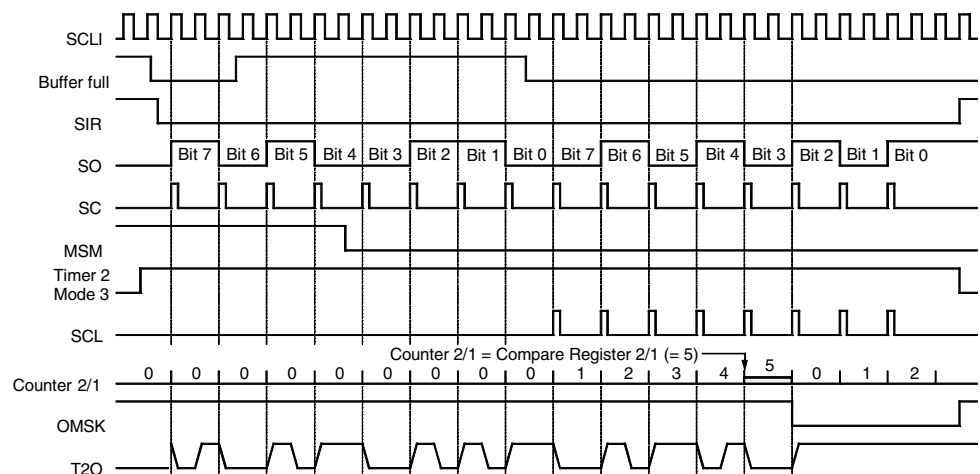 SCLI
Buffer full
SIR
SO
Bit 7 Bit 6 Bit 5 Bit 4 Bit 3 Bit 2 Bit 1 Bit 0 Bit 7 Bit 6 Bit 5 Bit 4 Bit 3 Bit 2 Bit 1 Bit 0
SC
MSM
Timer 2
Mode 3
SCL
Counter 2/1 = Compare Register 2/1 (= 5)
Counter 2/1
0 0 0 0 0 0 0 0 0 1 2 3 4 5 0 1 2
OMSK
T2O